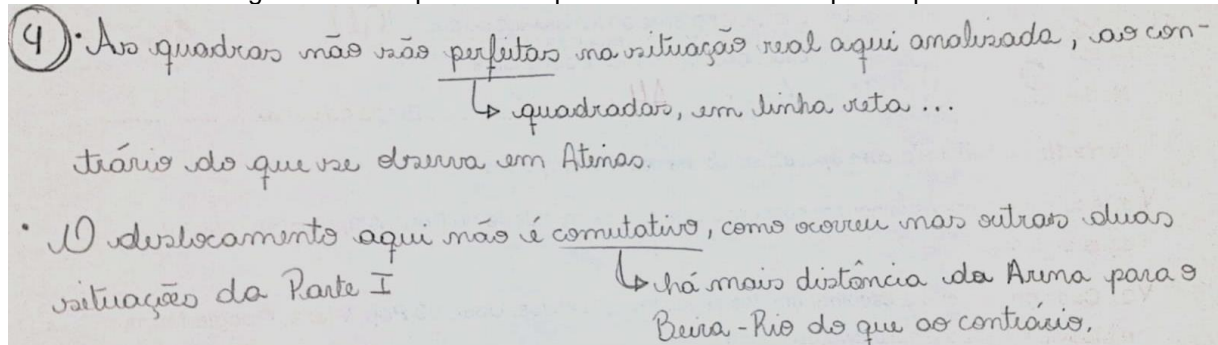 4) • As quadras não são perfeitas na situação real aqui analisada, ao con-
↳ quadradas, em linha reta ...
trário do que se observa em Atenas.
• O deslocamento aqui não é comutativo, como ocorreu nas outras duas
situações da Parte I
↳ há mais distância da Arena para o
Beira-Rio do que ao contrário.